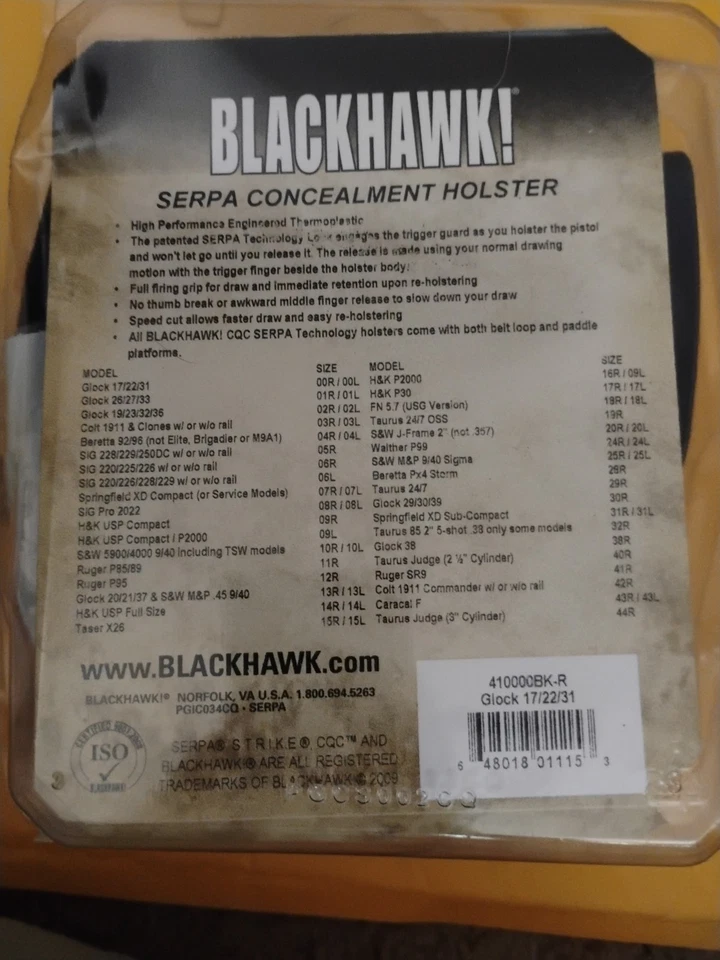 BLACKHAWK!®
SERPA CONCEALMENT HOLSTER
• High Performance Engineered Thermoplastic
• The patented SERPA Technology Lock engages the trigger guard as you holster the pistol
and won't let go until you release it. The release is made using your normal drawing
motion with the trigger finger beside the holster body.
• Full firing grip for draw and immediate retention upon re-holstering
• No thumb break or awkward middle finger release to slow down your draw
• Speed cut allows faster draw and easy re-holstering
• All BLACKHAWK! CQC SERPA Technology holsters come with both belt loop and paddle
platforms.
MODEL SIZE MODEL SIZE
Glock 17/22/31 00R / 00L H&K P2000 16R / 09L
Glock 26/27/33 01R / 01L H&K P30 17R / 17L
Glock 19/23/32/36 02R / 02L FN 5.7 (USG Version) 18R / 18L
Colt 1911 & Clones w/ or w/o rail 03R / 03L Taurus 24/7 OSS 19R
Beretta 92/96 (not Elite, Brigadier or M9A1) 04R / 04L S&W J-Frame 2" (not .357) 20R / 20L
SIG 228/229/250DC w/ or w/o rail 05R Walther P99 24R / 24L
SIG 220/225/226 w/ or w/o rail 06R S&W M&P 9/40 Sigma 25R / 25L
SIG 220/226/228/229 w/ or w/o rail 06L Beretta Px4 Storm 28R
Springfield XD Compact (or Service Models) 07R / 07L Taurus 24/7 29R
SIG Pro 2022 08R / 08L Glock 29/30/39 30R
H&K USP Compact 09R Springfield XD Sub-Compact 31R / 31L
H&K USP Compact / P2000 09L Taurus 85 2" 5-shot .38 only some models 32R
S&W 5900/4000 9/40 including TSW models 10R / 10L Glock 38 38R
Ruger P85/89 11R Taurus Judge (2 ½" Cylinder) 40R
Ruger P95 12R Ruger SR9 41R
Glock 20/21/37 & S&W M&P .45 9/40 13R / 13L Colt 1911 Commander w/ or w/o rail 42R
H&K USP Full Size 14R / 14L Caracal F 43R / 43L
Taser X26 15R / 15L Taurus Judge (3" Cylinder) 44R
www.BLACKHAWK.com
BLACKHAWK!® NORFOLK, VA U.S.A. 1.800.694.5263
PGIC034CQ • SERPA
ISO
SERPA® S.T.R.I.K.E.®, CQC™ AND
BLACKHAWK!® ARE ALL REGISTERED
TRADEMARKS OF BLACKHAWK!® 2009
410000BK-R
Glock 17/22/31
6 48018 01115 3